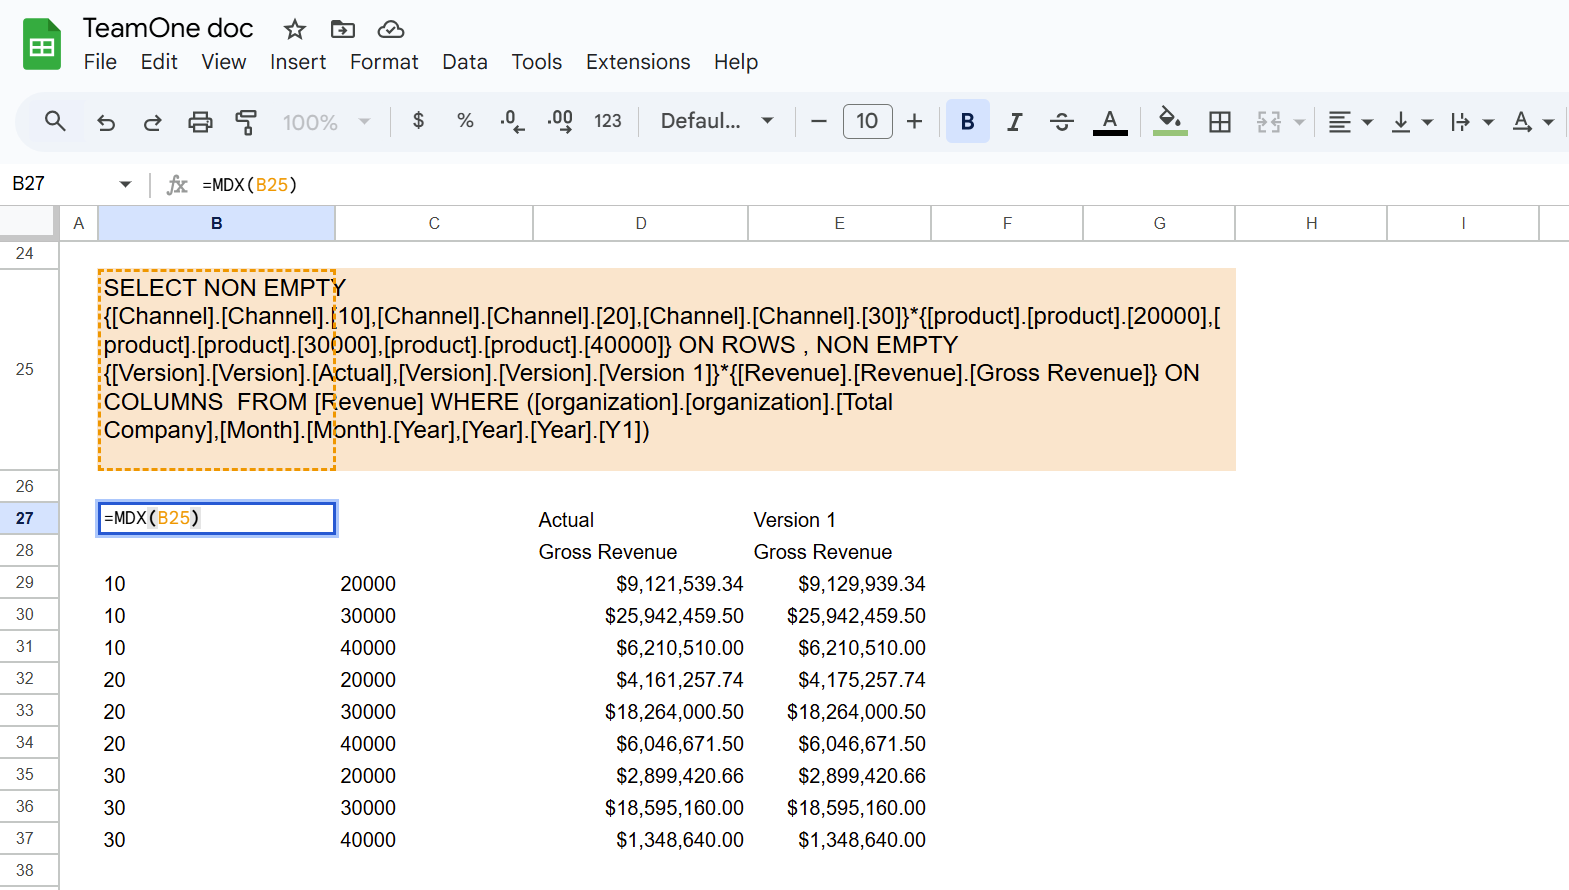 TeamOne doc
File Edit View Insert Format Data Tools Extensions Help
100% $ % .0 .00 123 Defaul... 10 B I A A
B27 fx =MDX(B25)
A B C D E F G H I
24
25 SELECT NON EMPTY
{[Channel].[Channel].[10],[Channel].[Channel].[20],[Channel].[Channel].[30]}*{[product].[product].[20000],[
product].[product].[30000],[product].[product].[40000]} ON ROWS , NON EMPTY
{[Version].[Version].[Actual],[Version].[Version].[Version 1]}*{[Revenue].[Revenue].[Gross Revenue]} ON
COLUMNS  FROM [Revenue] WHERE ([organization].[organization].[Total
Company],[Month].[Month].[Year],[Year].[Year].[Y1])
26
27 =MDX(B25) Actual Version 1
28 Gross Revenue Gross Revenue
29 10 20000 $9,121,539.34 $9,129,939.34
30 10 30000 $25,942,459.50 $25,942,459.50
31 10 40000 $6,210,510.00 $6,210,510.00
32 20 20000 $4,161,257.74 $4,175,257.74
33 20 30000 $18,264,000.50 $18,264,000.50
34 20 40000 $6,046,671.50 $6,046,671.50
35 30 20000 $2,899,420.66 $2,899,420.66
36 30 30000 $18,595,160.00 $18,595,160.00
37 30 40000 $1,348,640.00 $1,348,640.00
38